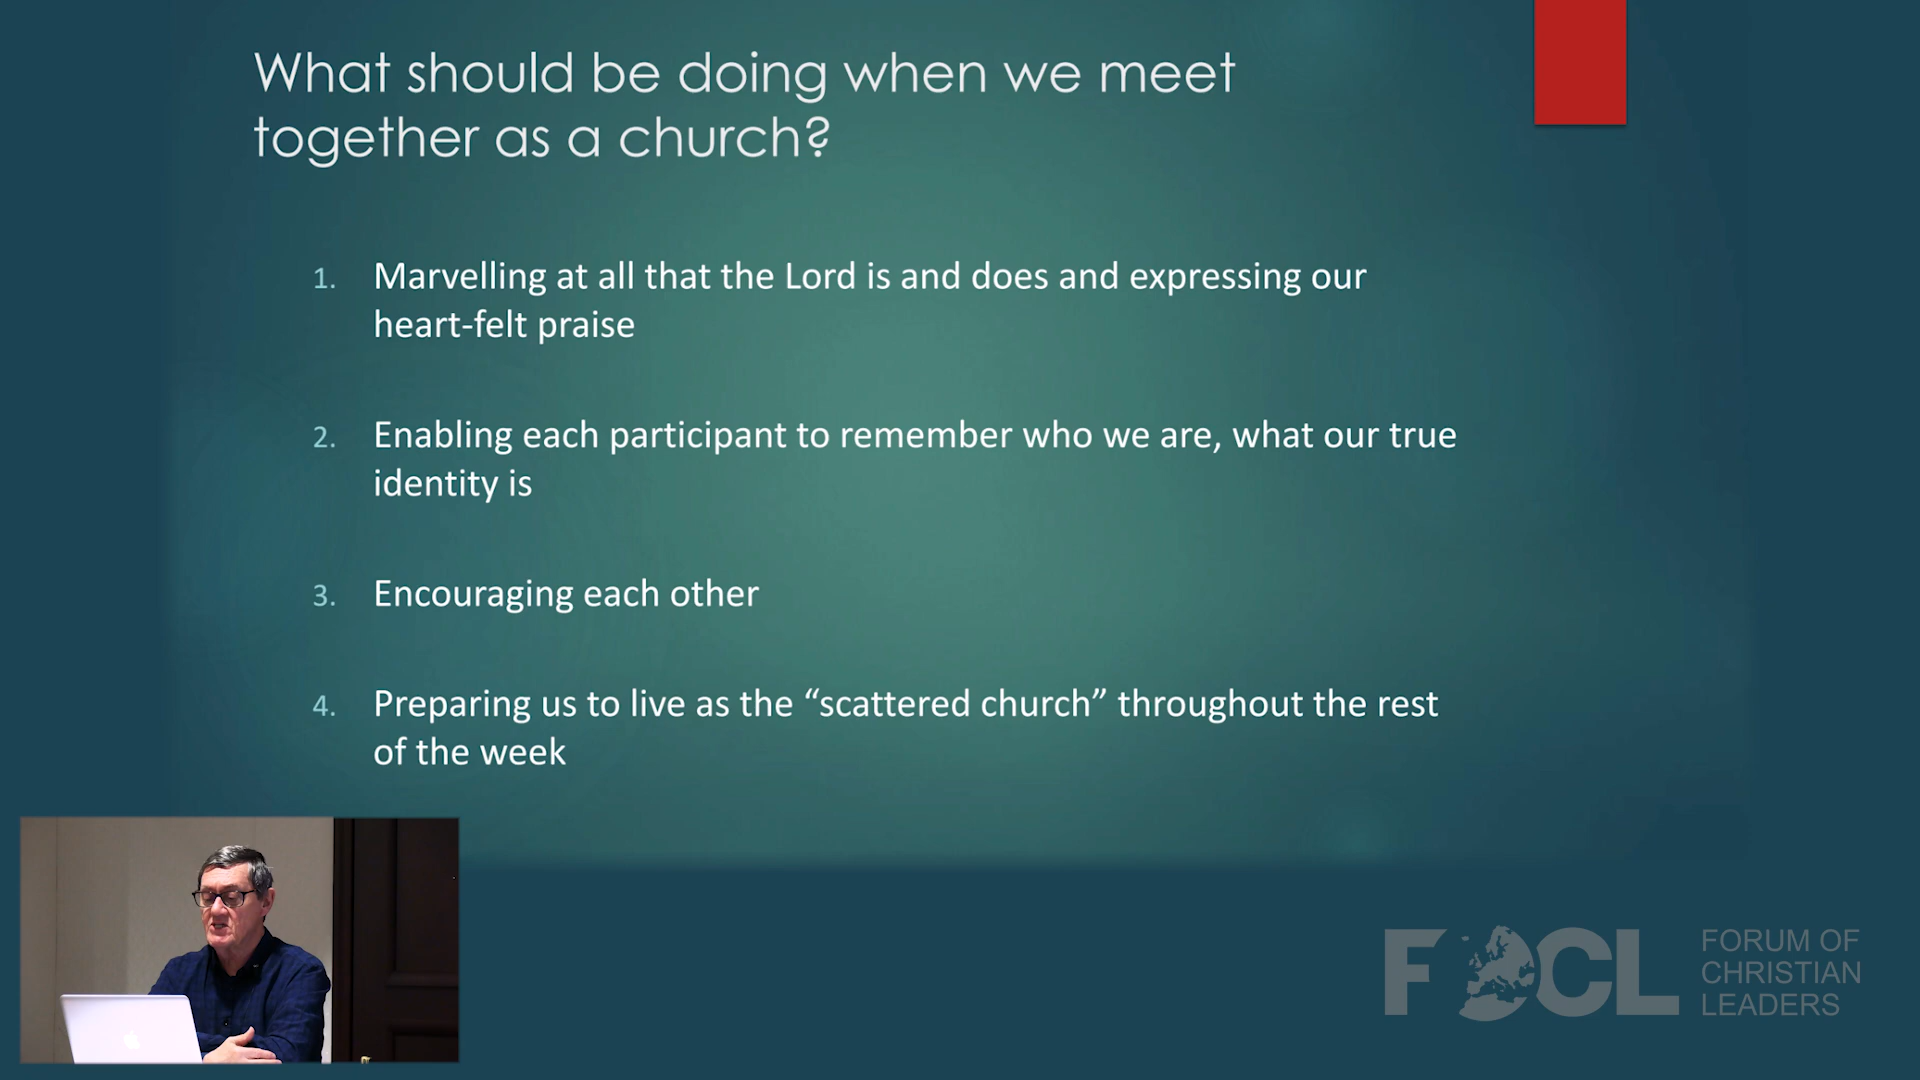 What should be doing when we meet
together as a church?
1. Marvelling at all that the Lord is and does and expressing our
heart-felt praise
2. Enabling each participant to remember who we are, what our true
identity is
3. Encouraging each other
4. Preparing us to live as the “scattered church” throughout the rest
of the week
FOCL
FORUM OF
CHRISTIAN
LEADERS